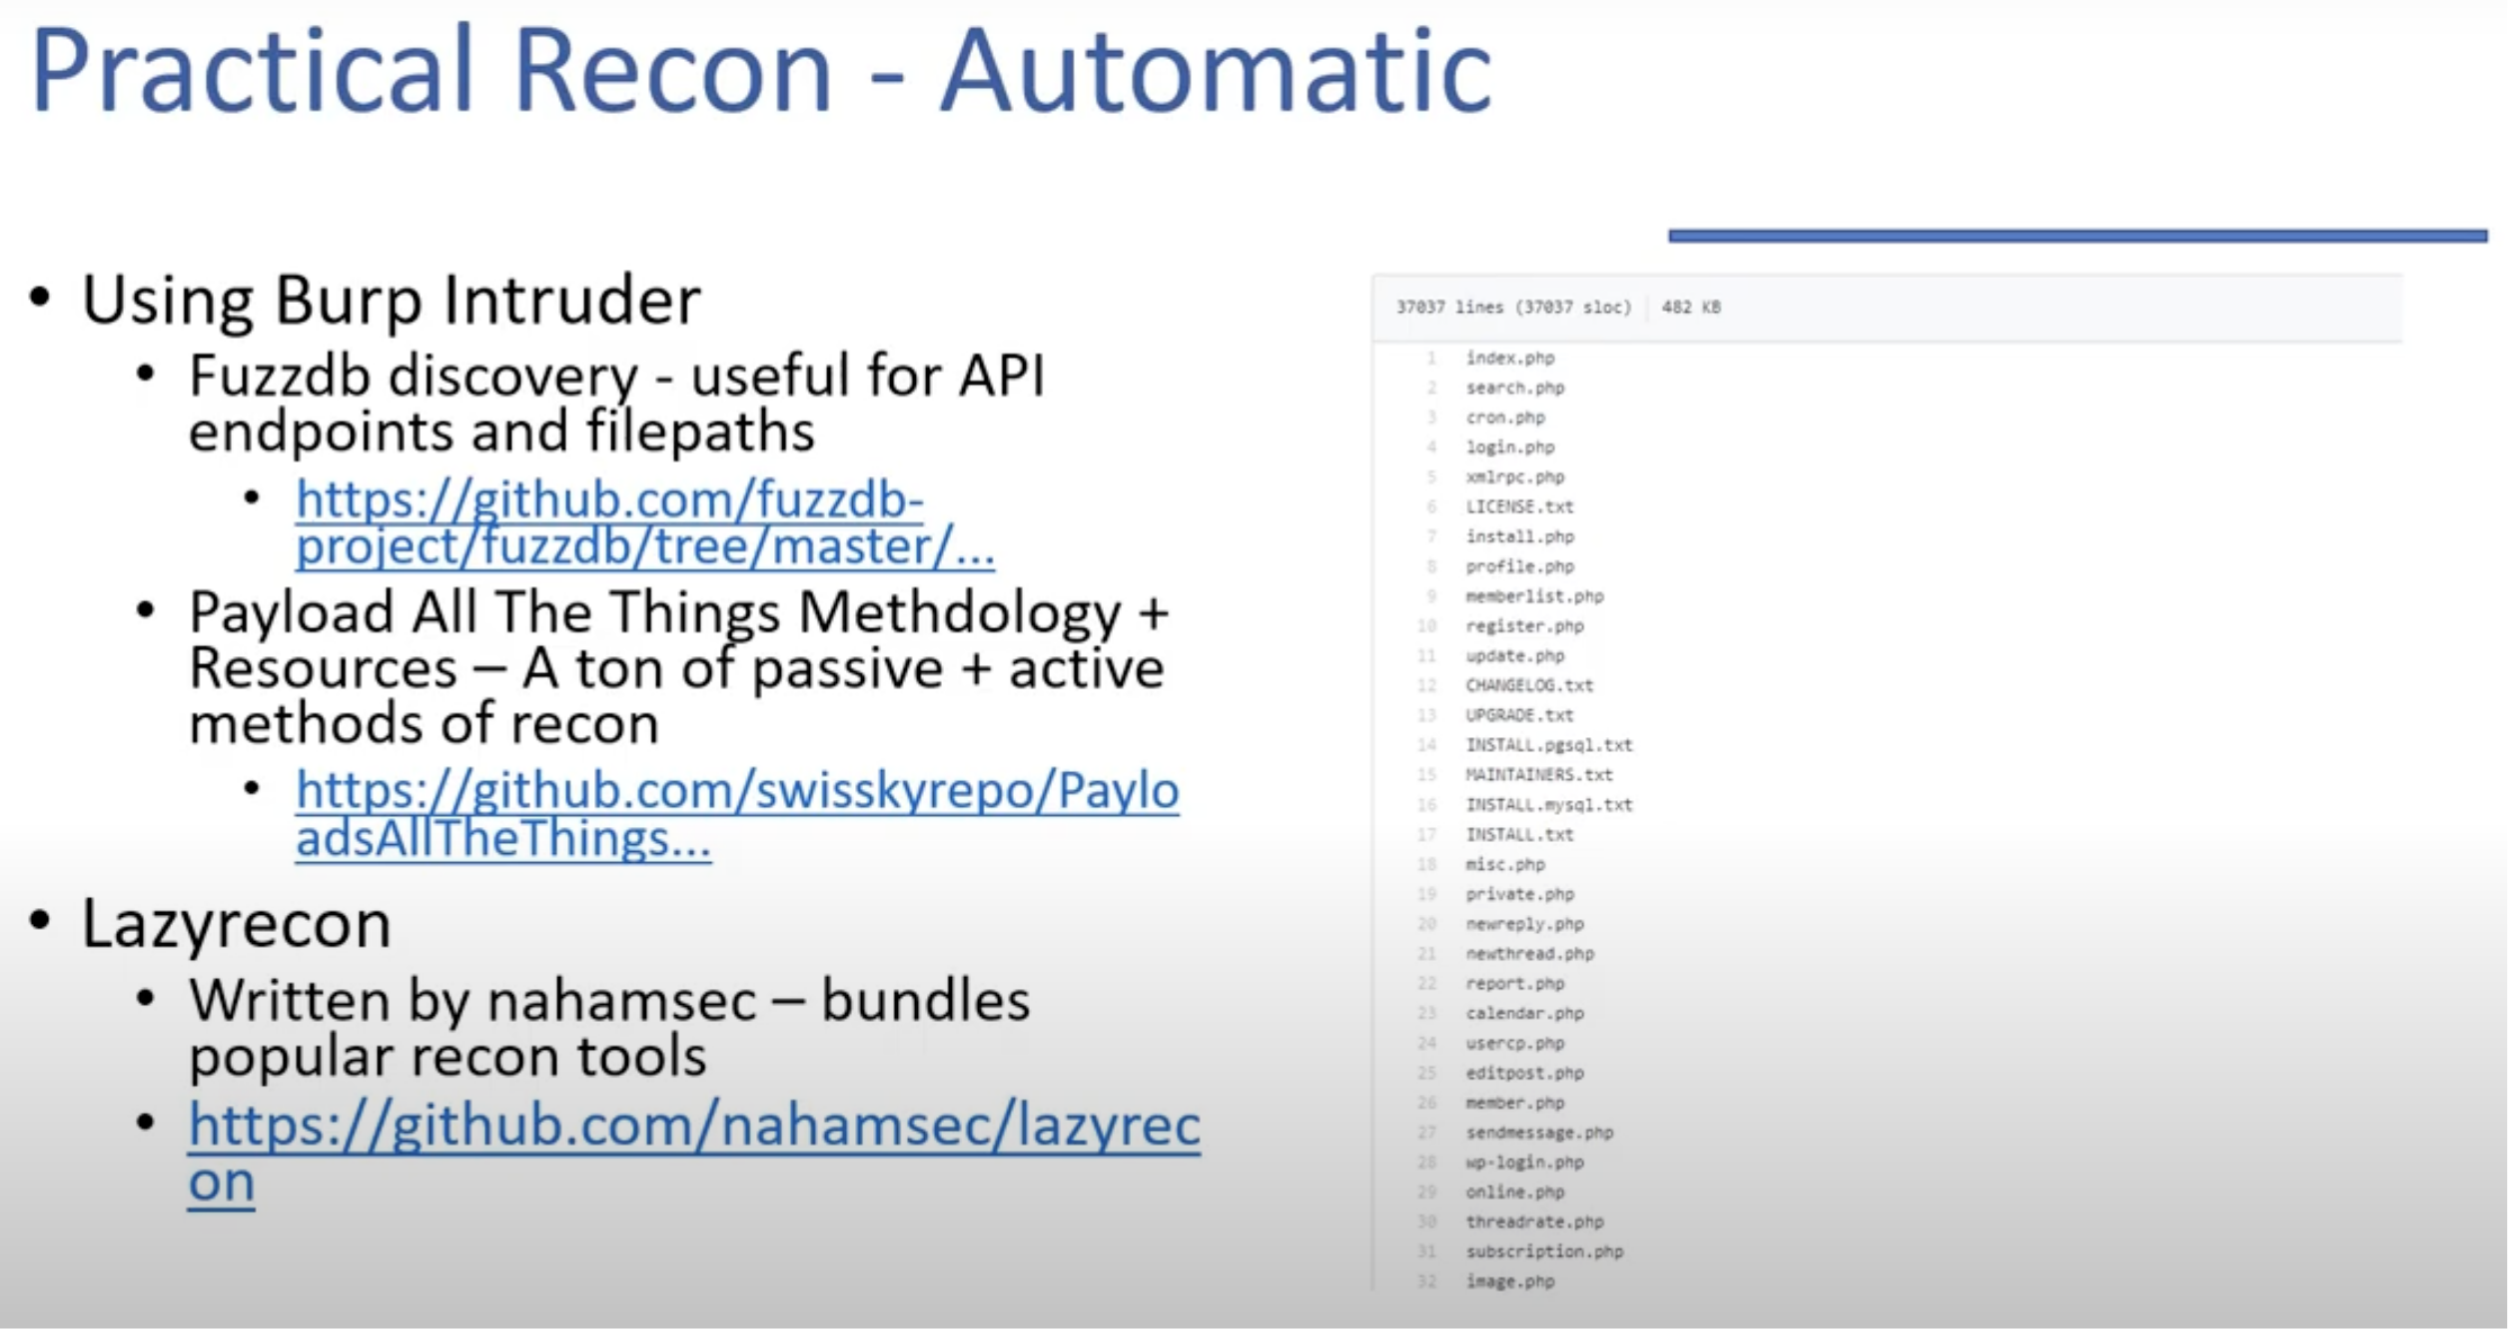 Practical Recon - Automatic
• Using Burp Intruder
• Fuzzdb discovery - useful for API
endpoints and filepaths
• https://github.com/fuzzdb-
project/fuzzdb/tree/master/...
• Payload All The Things Methdology +
Resources – A ton of passive + active
methods of recon
• https://github.com/swisskyrepo/Paylo
adsAllTheThings...
• Lazyrecon
• Written by nahamsec – bundles
popular recon tools
• https://github.com/nahamsec/lazyrec
on
37037 lines (37037 sloc) | 482 KB
1 index.php
2 search.php
3 cron.php
4 login.php
5 xmlrpc.php
6 LICENSE.txt
7 install.php
8 profile.php
9 memberlist.php
10 register.php
11 update.php
12 CHANGELOG.txt
13 UPGRADE.txt
14 INSTALL.pgsql.txt
15 MAINTAINERS.txt
16 INSTALL.mysql.txt
17 INSTALL.txt
18 misc.php
19 private.php
20 newreply.php
21 newthread.php
22 report.php
23 calendar.php
24 usercp.php
25 editpost.php
26 member.php
27 sendmessage.php
28 wp-login.php
29 online.php
30 threadrate.php
31 subscription.php
32 image.php